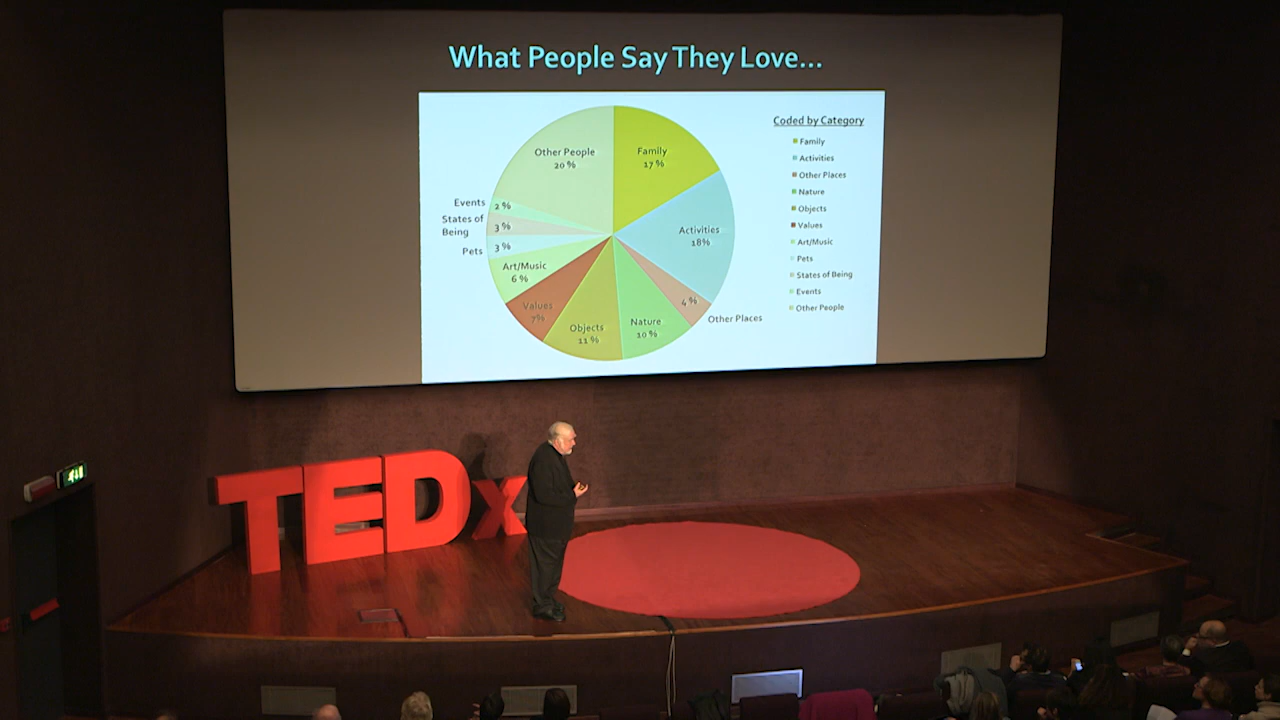 What People Say They Love...
Other People
20 %
Family
17 %
Activities
18%
4 %
Other Places
Nature
10 %
Objects
11 %
Values
7%
Art/Music
6 %
Pets
3 %
States of
Being
3 %
Events
2 %
Coded by Category
Family
Activities
Other Places
Nature
Objects
Values
Art/Music
Pets
States of Being
Events
Other People
TEDx